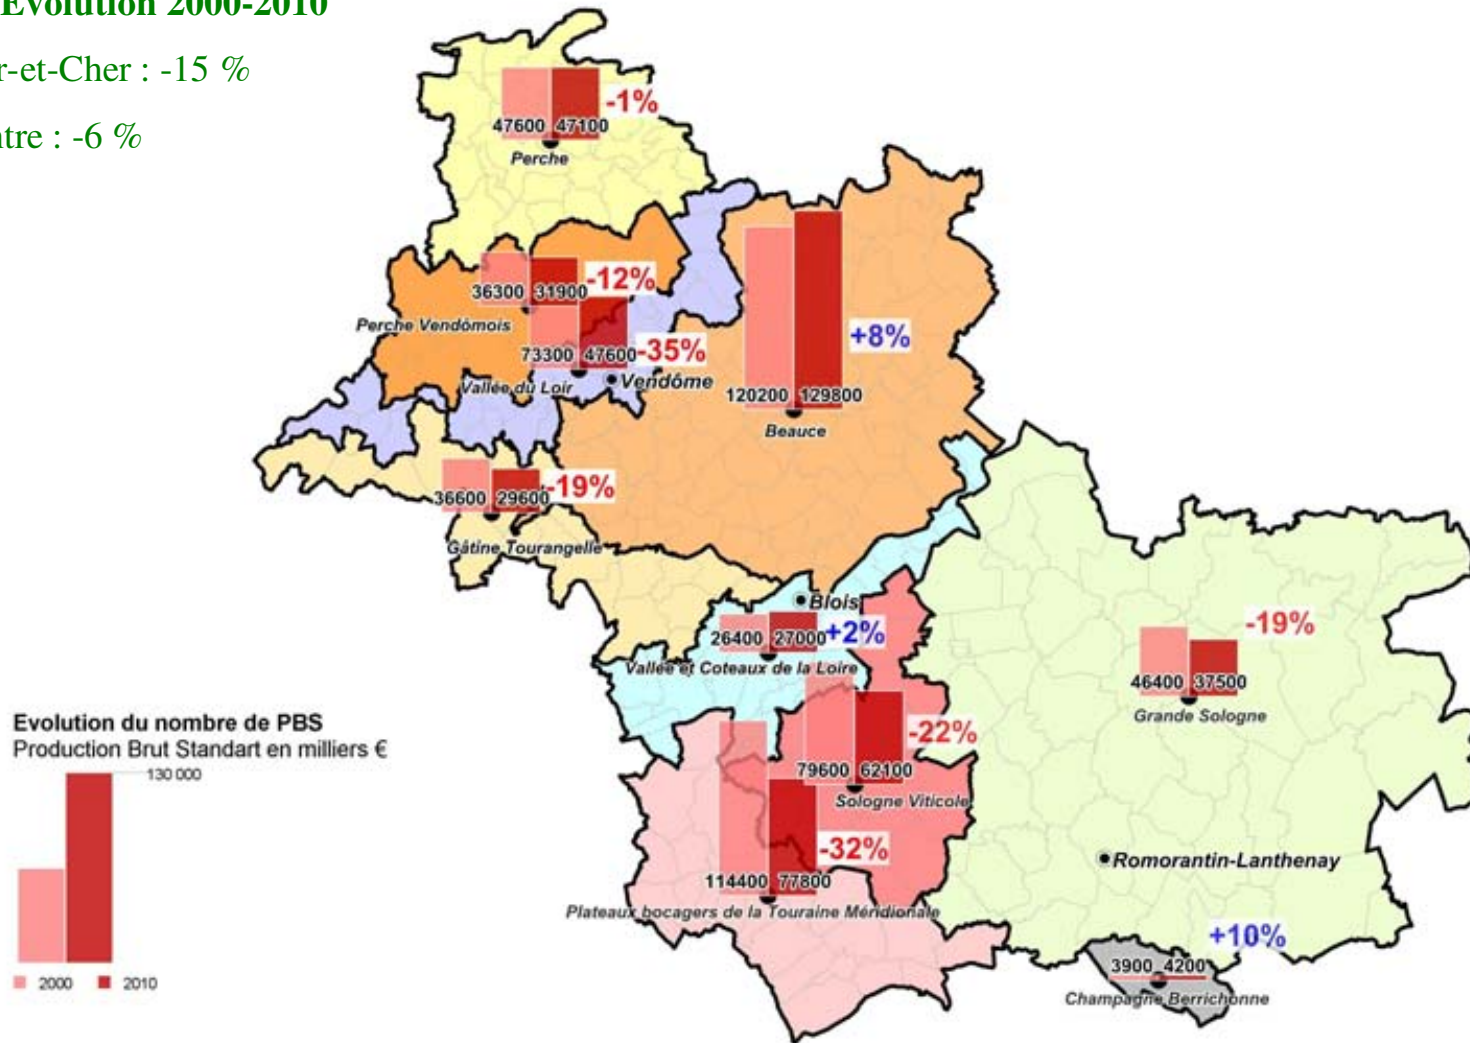 Evolution 2000-2010
r-et-Cher : -15 %
ntre : -6 %
-1%
47600 47100
Perche
-12%
36300 31900
Perche Vendômois
73300 47600 -35%
Vallée du Loir
Vendôme
+8%
120200 129800
Beauce
36600 29600 -19%
Gâtine Tourangelle
Blois
26400 27000 +2%
Vallée et Coteaux de la Loire
-19%
46400 37500
Grande Sologne
-22%
79600 62100
Sologne Viticole
-32%
114400 77800
Plateaux bocagers de la Touraine Méridionale
Romorantin-Lanthenay
+10%
3900 4200
Champagne Berrichonne
Evolution du nombre de PBS
Production Brut Standart en milliers €
130 000
2000 2010